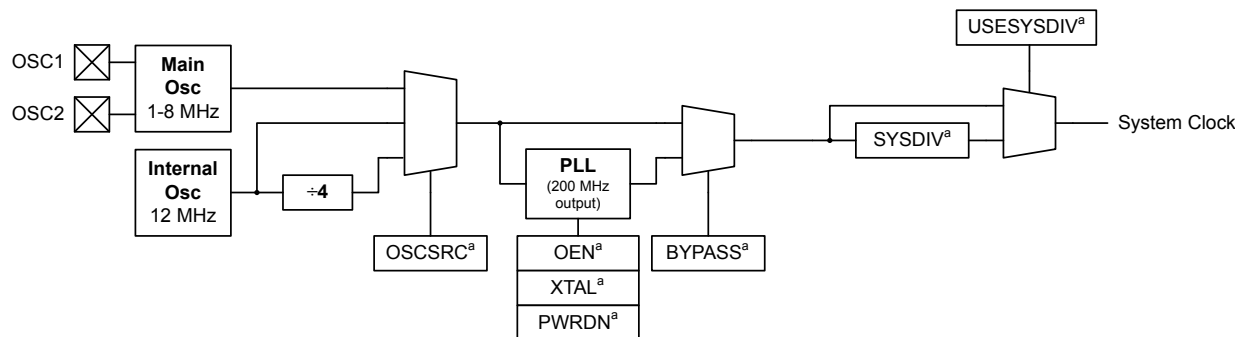 OSC1
OSC2
Main
Osc
1-8 MHz
Internal
Osc
12 MHz
÷4
OSCSRCᵃ
PLL
(200 MHz
output)
OENᵃ
XTALᵃ
PWRDNᵃ
BYPASSᵃ
USESYSDIVᵃ
SYSDIVᵃ
System Clock